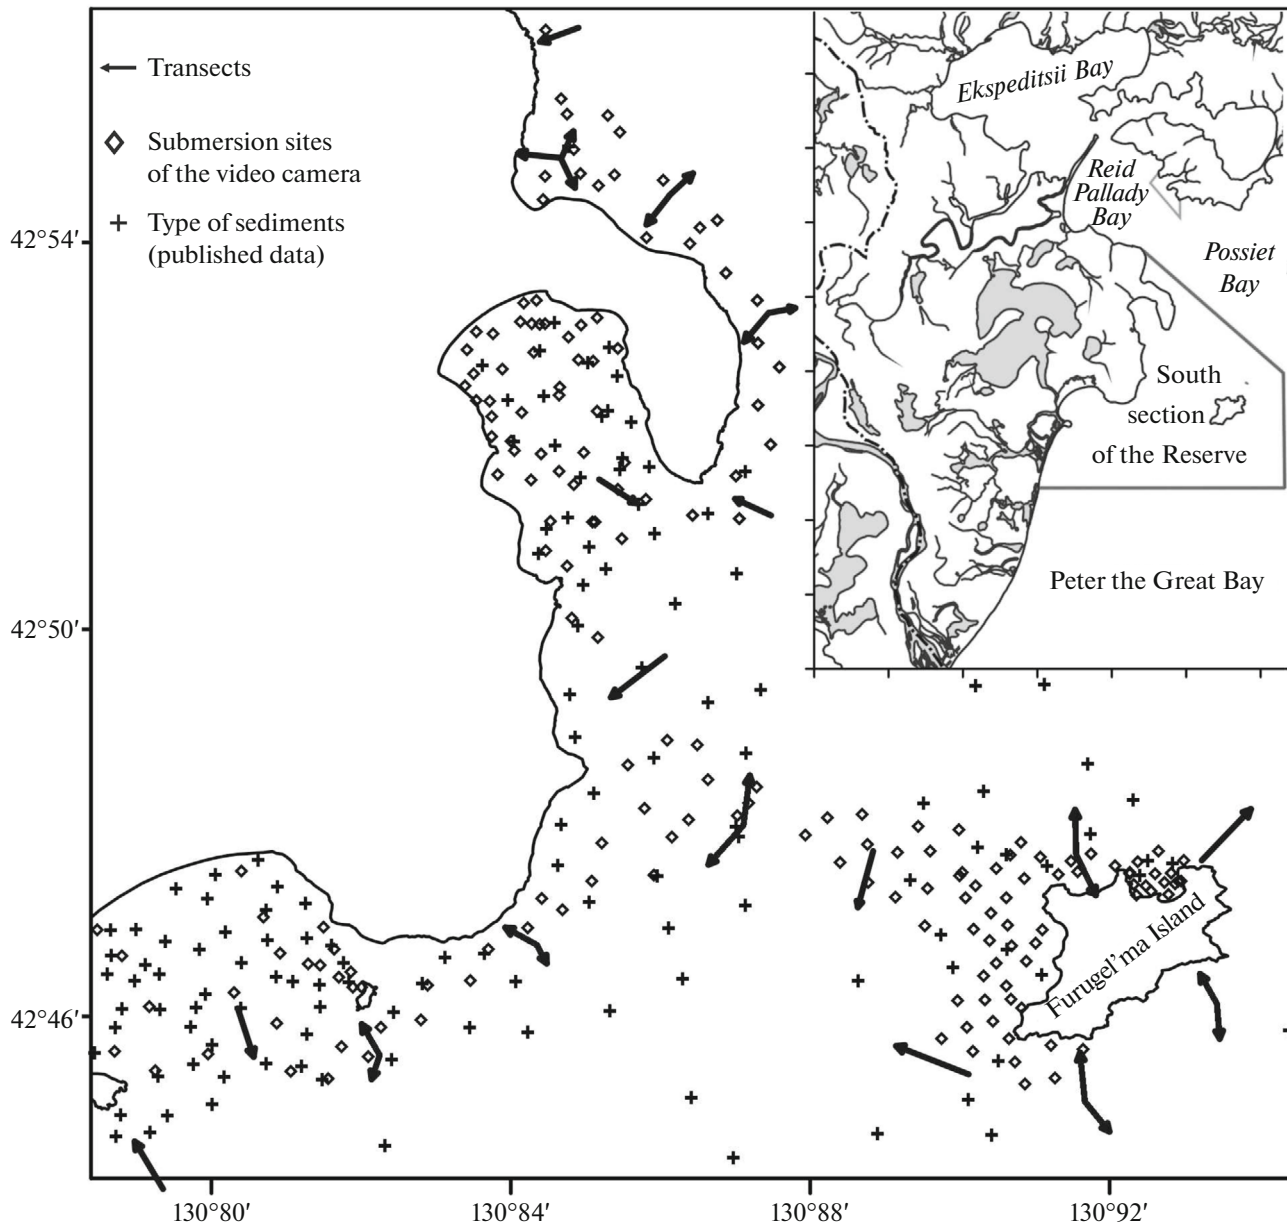 Transects
Submersion sites
of the video camera
Type of sediments
(published data)
42°54′
42°50′
42°46′
130°80′
130°84′
130°88′
130°92′
Ekspeditsii Bay
Reid
Pallady
Bay
Possiet
Bay
South
section
of the Reserve
Peter the Great Bay
Furugel’ma Island